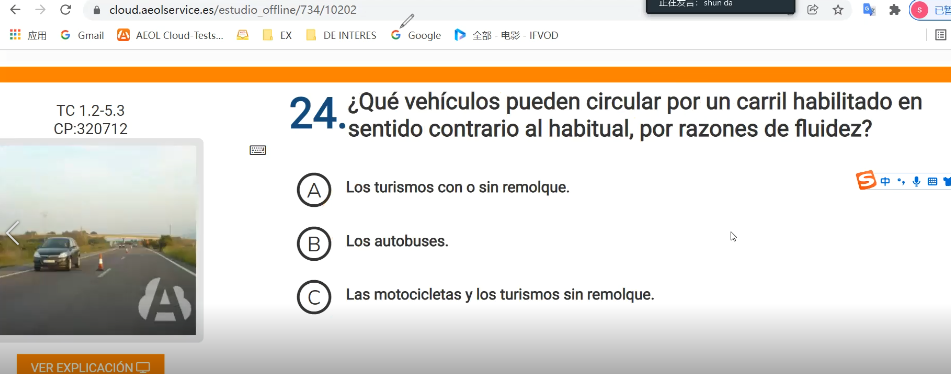 正在发言: shun da
cloud.aeolservice.es/estudio_offline/734/10202
S
应用
Gmail
AEOL Cloud-Tests...
EX
DE INTERES
Google
全部 - 电影 - IFVOD
TC 1.2-5.3
CP:320712
24. ¿Qué vehículos pueden circular por un carril habilitado en
sentido contrario al habitual, por razones de fluidez?
A Los turismos con o sin remolque.
中
B Los autobuses.
C Las motocicletas y los turismos sin remolque.
VER EXPLICACIÓN